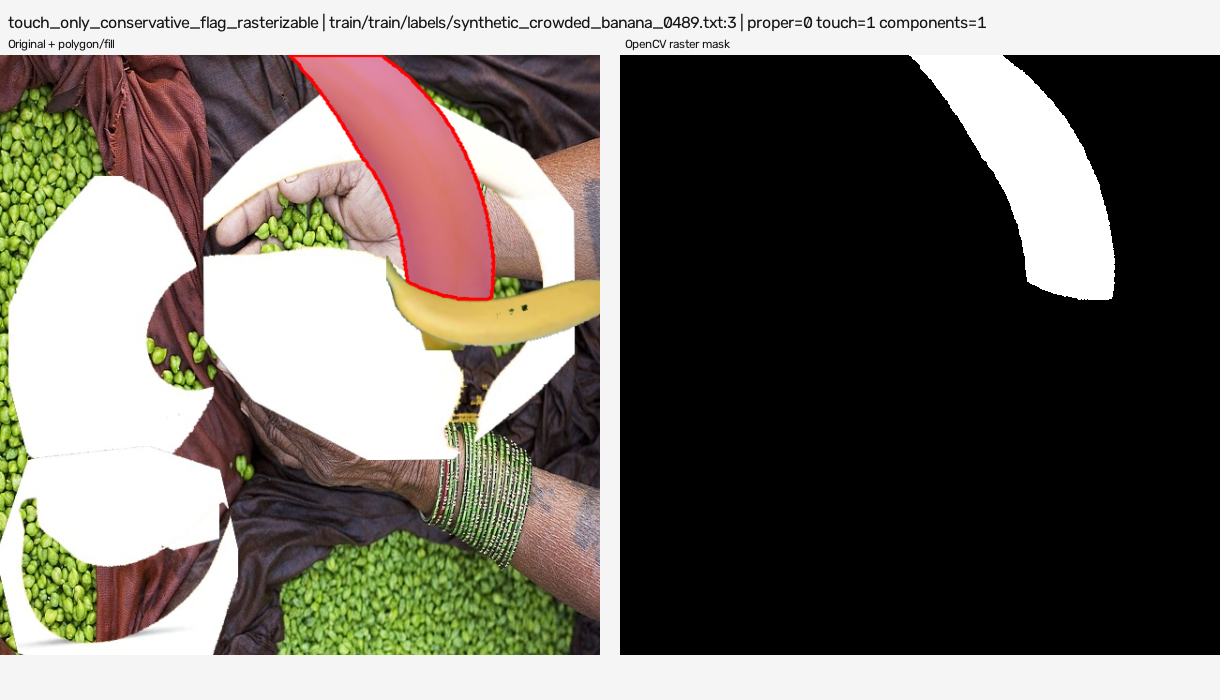 touch_only_conservative_flag_rasterizable | train/train/labels/synthetic_crowded_banana_0489.txt:3 | proper=0 touch=1 components=1
Original + polygon/fill
OpenCV raster mask